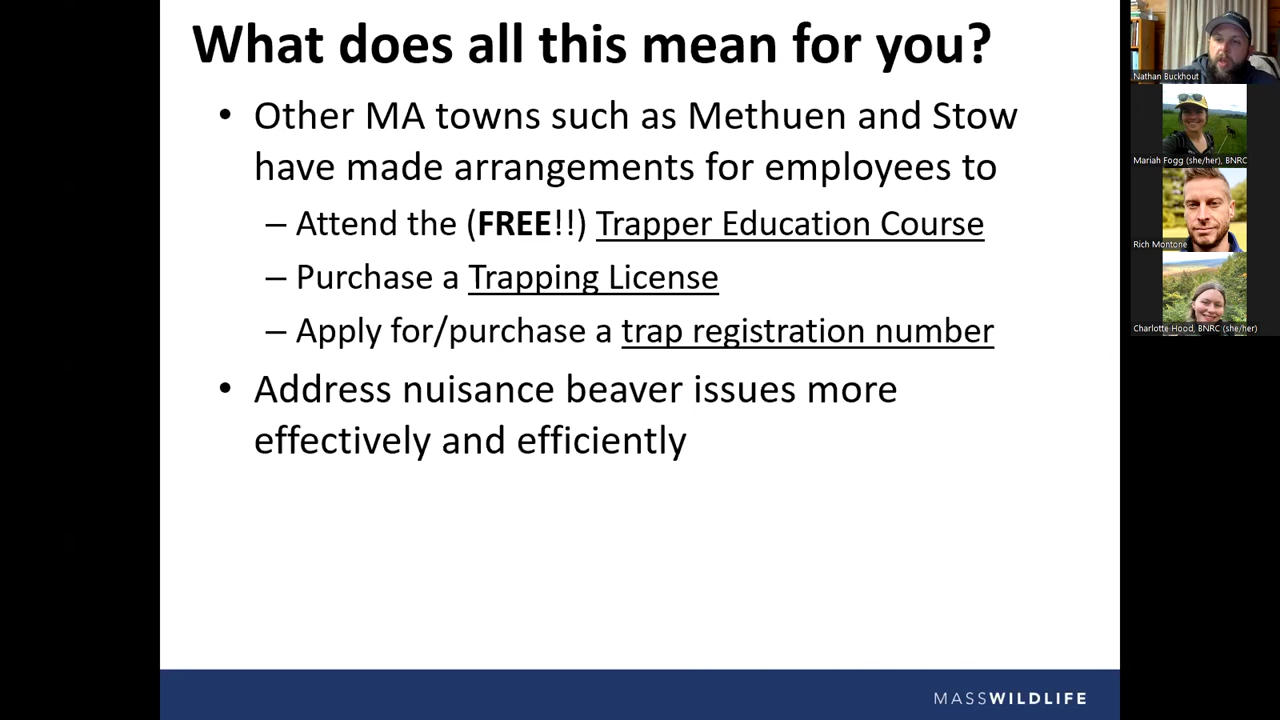 What does all this mean for you?
• Other MA towns such as Methuen and Stow
have made arrangements for employees to
– Attend the (FREE!!) Trapper Education Course
– Purchase a Trapping License
– Apply for/purchase a trap registration number
• Address nuisance beaver issues more
effectively and efficiently
MASSWILDLIFE
Nathan Buckhout
Mariah Fogg (she/her), BNRC
Rich Montone
Charlotte Hood, BNRC (she/her)